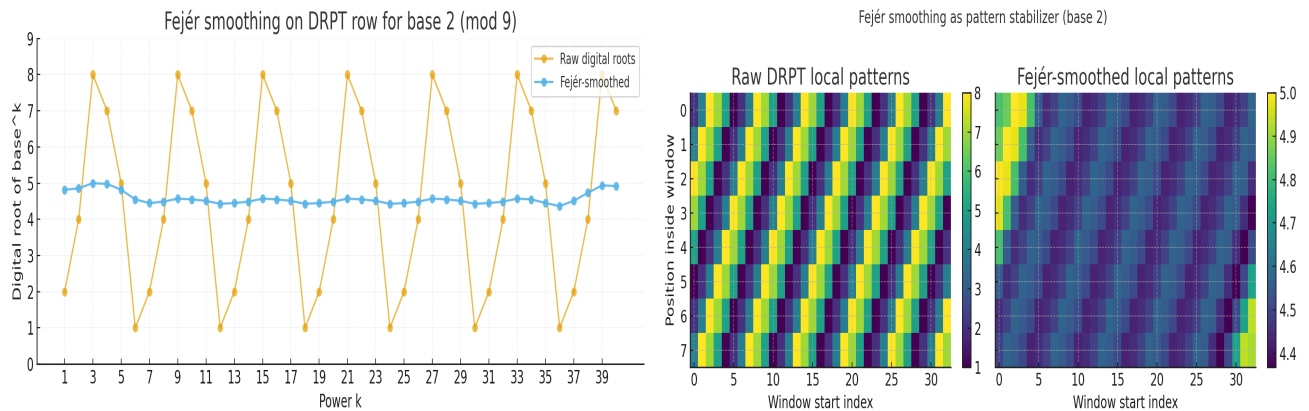 Fejér smoothing on DRPT row for base 2 (mod 9)
Digital root of base^k
9
8
7
6
5
4
3
2
1
0
Raw digital roots
Fejér-smoothed
1 3 5 7 9 11 13 15 17 19 21 23 25 27 29 31 33 35 37 39
Power k
Fejér smoothing as pattern stabilizer (base 2)
Raw DRPT local patterns
Position inside window
0
1
2
3
4
5
6
7
0 5 10 15 20 25 30
Window start index
8
7
6
5
4
3
2
1
Fejér-smoothed local patterns
0 5 10 15 20 25 30
Window start index
5.0
4.9
4.8
4.7
4.6
4.5
4.4